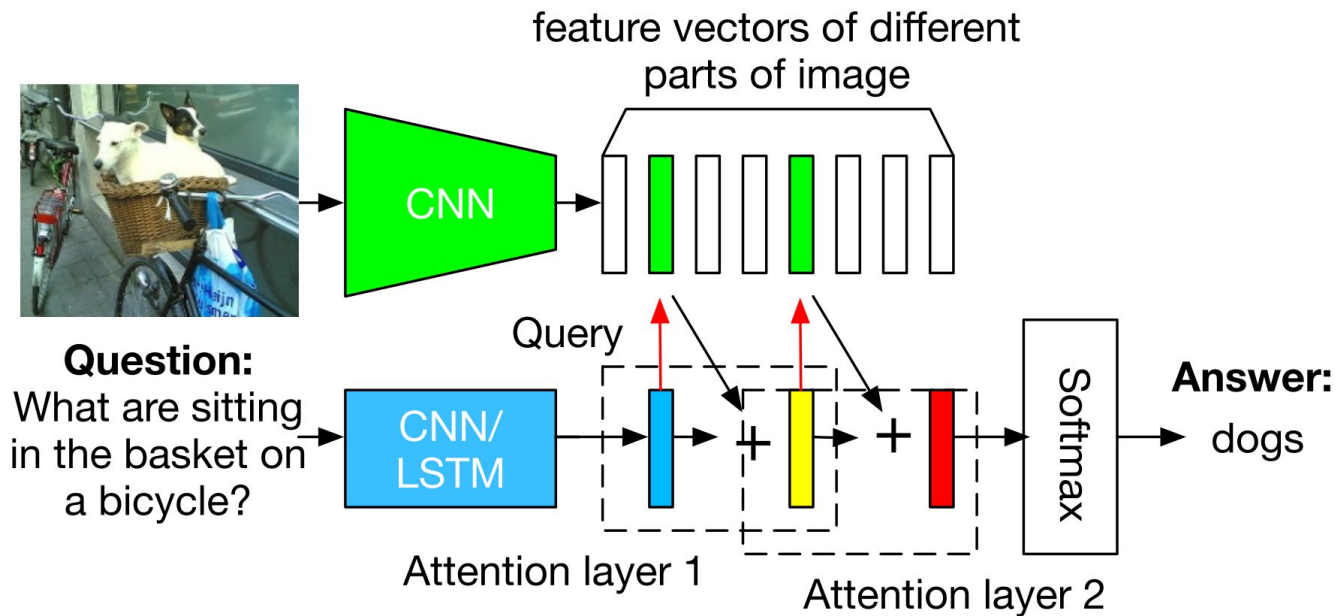 feature vectors of different
parts of image
CNN
Query
Question:
What are sitting
in the basket on
a bicycle?
CNN/
LSTM
+
+
Softmax
Answer:
dogs
Attention layer 1
Attention layer 2